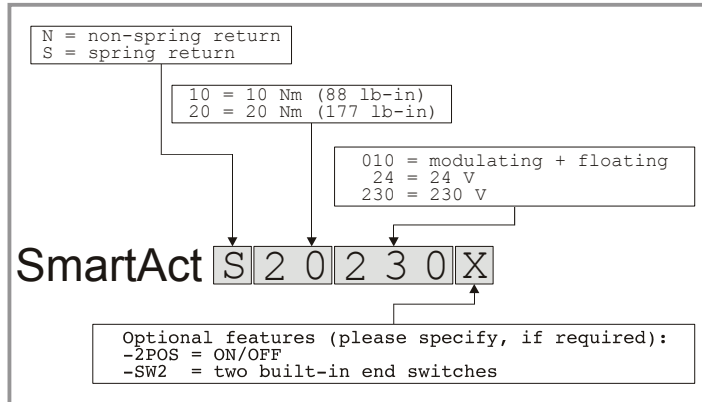 N = non-spring return
S = spring return
10 = 10 Nm (88 lb-in)
20 = 20 Nm (177 lb-in)
010 = modulating + floating
24 = 24 V
230 = 230 V
SmartAct S 2 0 2 3 0 X
Optional features (please specify, if required):
-2POS = ON/OFF
-SW2 = two built-in end switches